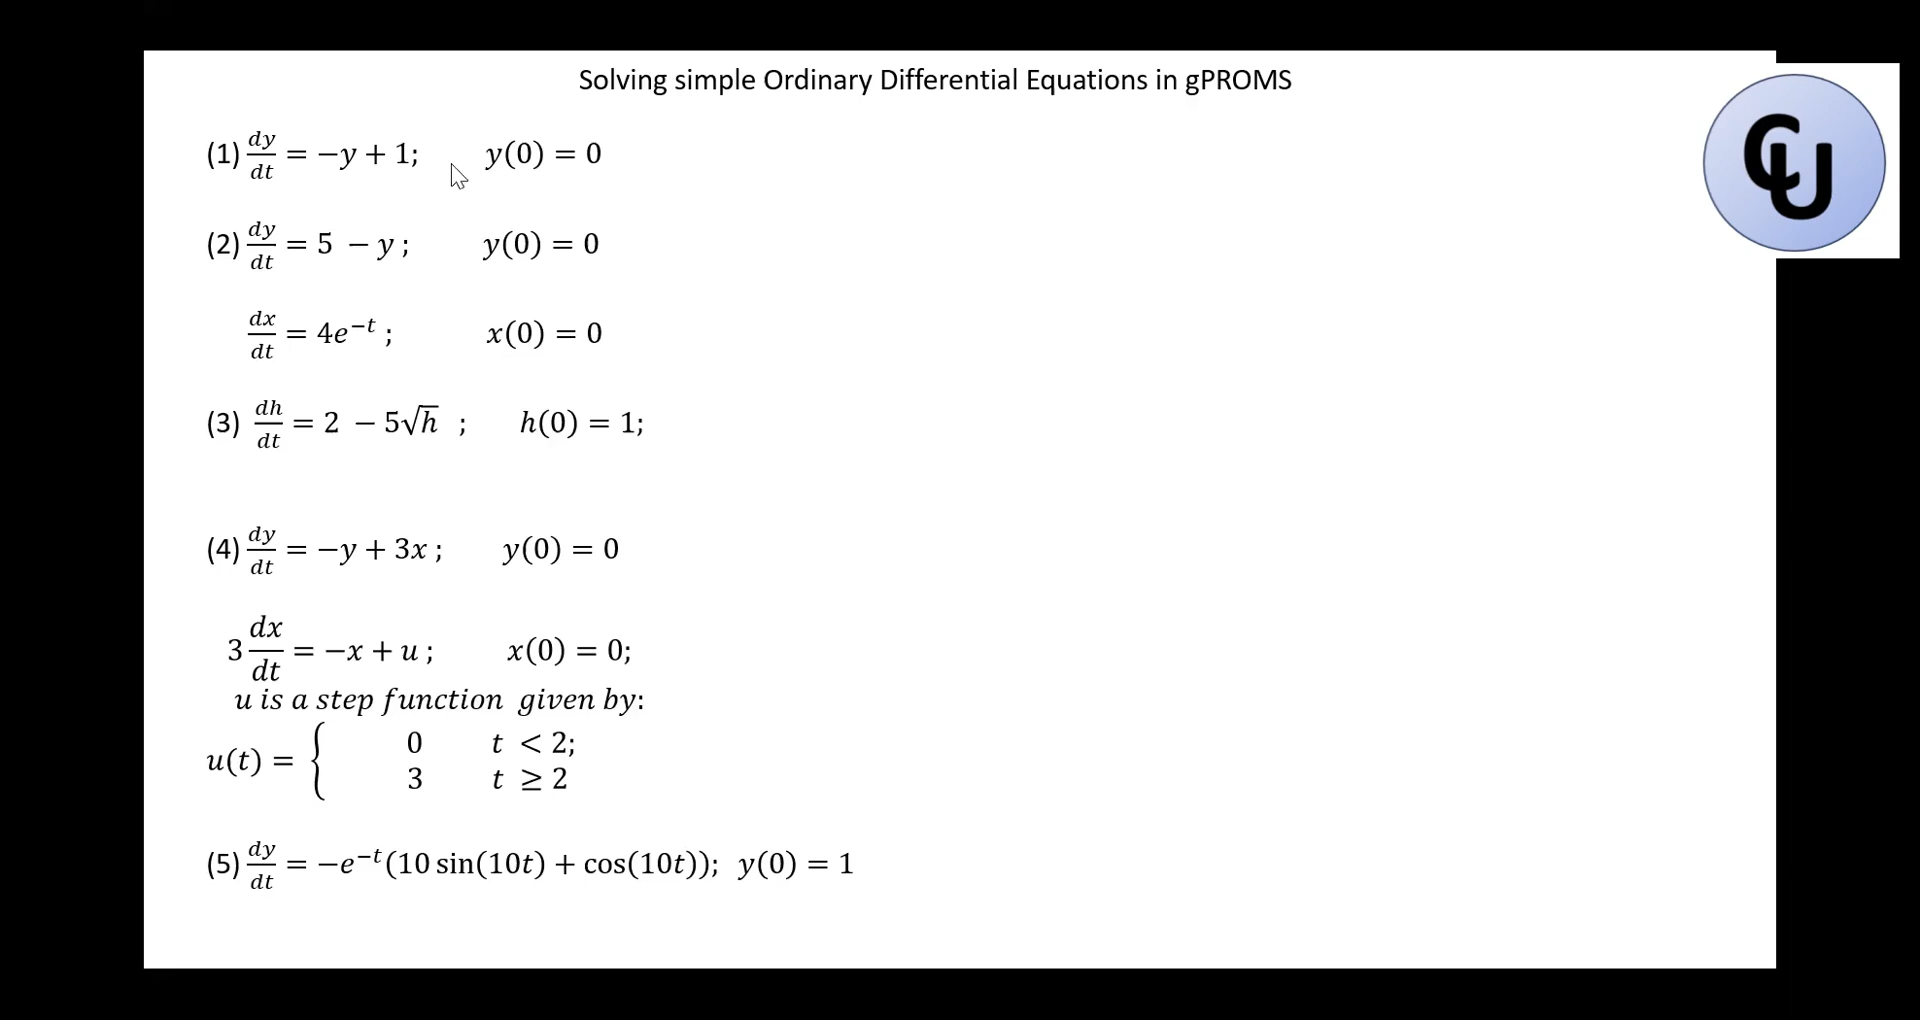 Solving simple Ordinary Differential Equations in gPROMS
CU
(1) dy/dt = −y + 1; y(0) = 0
(2) dy/dt = 5 − y ; y(0) = 0
dx/dt = 4e^−t ; x(0) = 0
(3) dh/dt = 2 − 5√h ; h(0) = 1;
(4) dy/dt = −y + 3x ; y(0) = 0
3 dx/dt = −x + u ; x(0) = 0;
u is a step function given by:
u(t) = { 0 t < 2;
3 t ≥ 2
(5) dy/dt = −e^−t(10 sin(10t) + cos(10t)); y(0) = 1